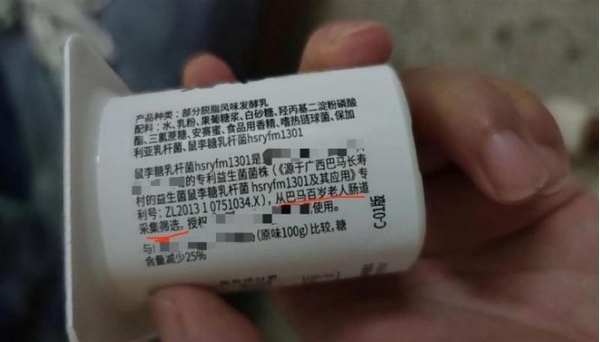 产品种类：部分脱脂风味发酵乳
配料：水、乳粉、果葡糖浆、白砂糖、羟丙基二淀粉磷酸
酯、三氯蔗糖、安赛蜜、食品用香精、嗜热链球菌、保加
利亚乳杆菌、鼠李糖乳杆菌hsryfm1301
鼠李糖乳杆菌hsryfm1301是
的专利益生菌菌株（《源于广西巴马长寿
村的益生菌鼠李糖乳杆菌hsryfm1301及其应用》专
利号：ZL2013 1 0751034.X），从巴马百岁老人肠道
采集筛选，授权 使用。
与 (原味100g) 比较，糖
含量减少25%
C-01版